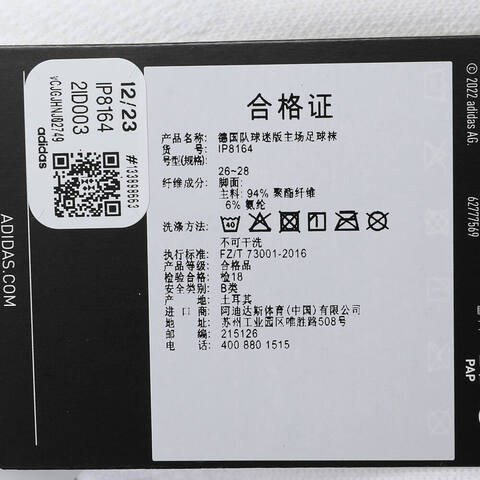 合格证
产品名称: 德国队球迷版主场足球袜
货 号: IP8164
号型(规格):
26~28
纤维成分: 脚面:
主料: 94% 聚酯纤维
6% 氨纶
洗涤方法: 40
不可干洗
执行标准: FZ/T 73001-2016
产品等级: 合格品
检验合格: 检18
安全类别: B类
产 地: 土耳其
进 口 商: 阿迪达斯体育(中国)有限公司
地 址: 苏州工业园区唯胜路508号
邮 编: 215126
电 话: 400 880 1515
12/23
IP8164
2ID003
vCJGJHNJQ2749
adidas
#133899663
ADIDAS.COM
© 2022 adidas AG.
62777569
PAP